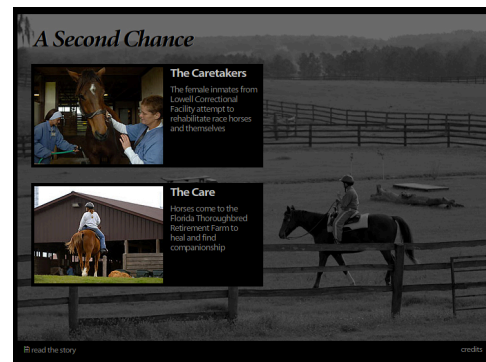 A Second Chance
The Caretakers
The female inmates from
Lowell Correctional
Facility attempt to
rehabilitate race horses
and themselves
The Care
Horses come to the
Florida Thoroughbred
Retirement Farm to
heal and find
companionship
read the story
credits